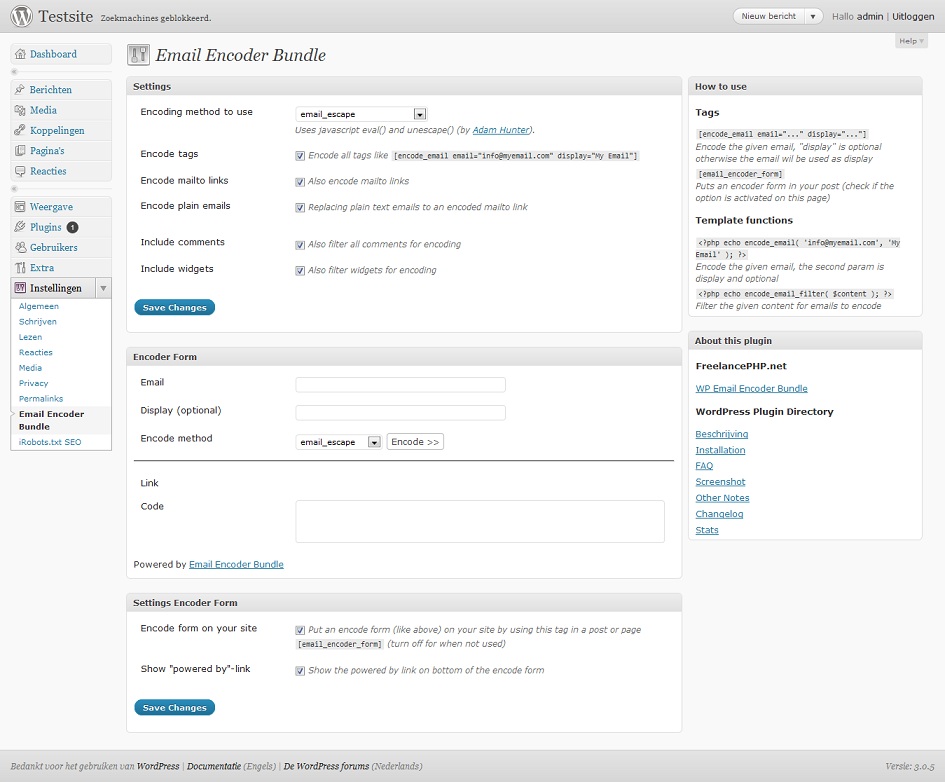 Testsite Zoekmachines geblokkeerd.
Nieuw bericht
Hallo admin | Uitloggen
Help
Dashboard
Berichten
Media
Koppelingen
Pagina's
Reacties
Weergave
Plugins 1
Gebruikers
Extra
Instellingen
Algemeen
Schrijven
Lezen
Reacties
Media
Privacy
Permalinks
Email Encoder
Bundle
iRobots.txt SEO
Email Encoder Bundle
Settings
Encoding method to use
email_escape
Uses javascript eval() and unescape() (by Adam Hunter).
Encode tags
Encode all tags like [encode_email email="info@myemail.com" display="My Email"]
Encode mailto links
Also encode mailto links
Encode plain emails
Replacing plain text emails to an encoded mailto link
Include comments
Also filter all comments for encoding
Include widgets
Also filter widgets for encoding
Save Changes
Encoder Form
Email
Display (optional)
Encode method
email_escape
Encode >>
Link
Code
Powered by Email Encoder Bundle
Settings Encoder Form
Encode form on your site
Put an encode form (like above) on your site by using this tag in a post or page
[email_encoder_form] (turn off for when not used)
Show "powered by"-link
Show the powered by link on bottom of the encode form
Save Changes
How to use
Tags
[encode_email email="..." display="..."]
Encode the given email, "display" is optional
otherwise the email wil be used as display
[email_encoder_form]
Puts an encoder form in your post (check if the
option is activated on this page)
Template functions
<?php echo encode_email( 'info@myemail.com', 'My
Email' ); ?>
Encode the given email, the second param is
display and optional
<?php echo encode_email_filter( $content ); ?>
Filter the given content for emails to encode
About this plugin
FreelancePHP.net
WP Email Encoder Bundle
WordPress Plugin Directory
Beschrijving
Installation
FAQ
Screenshot
Other Notes
Changelog
Stats
Bedankt voor het gebruiken van WordPress | Documentatie (Engels) | De WordPress forums (Nederlands)
Versie: 3.0.5